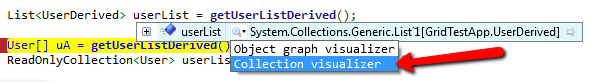 List<UserDerived> userList = getUserListDerived();
userList System.Collections.Generic.List`1[GridTestApp.UserDerived]
User[] uA = getUserListDerived()
Object graph visualizer
ReadOnlyCollection<User> userLis
Collection visualizer